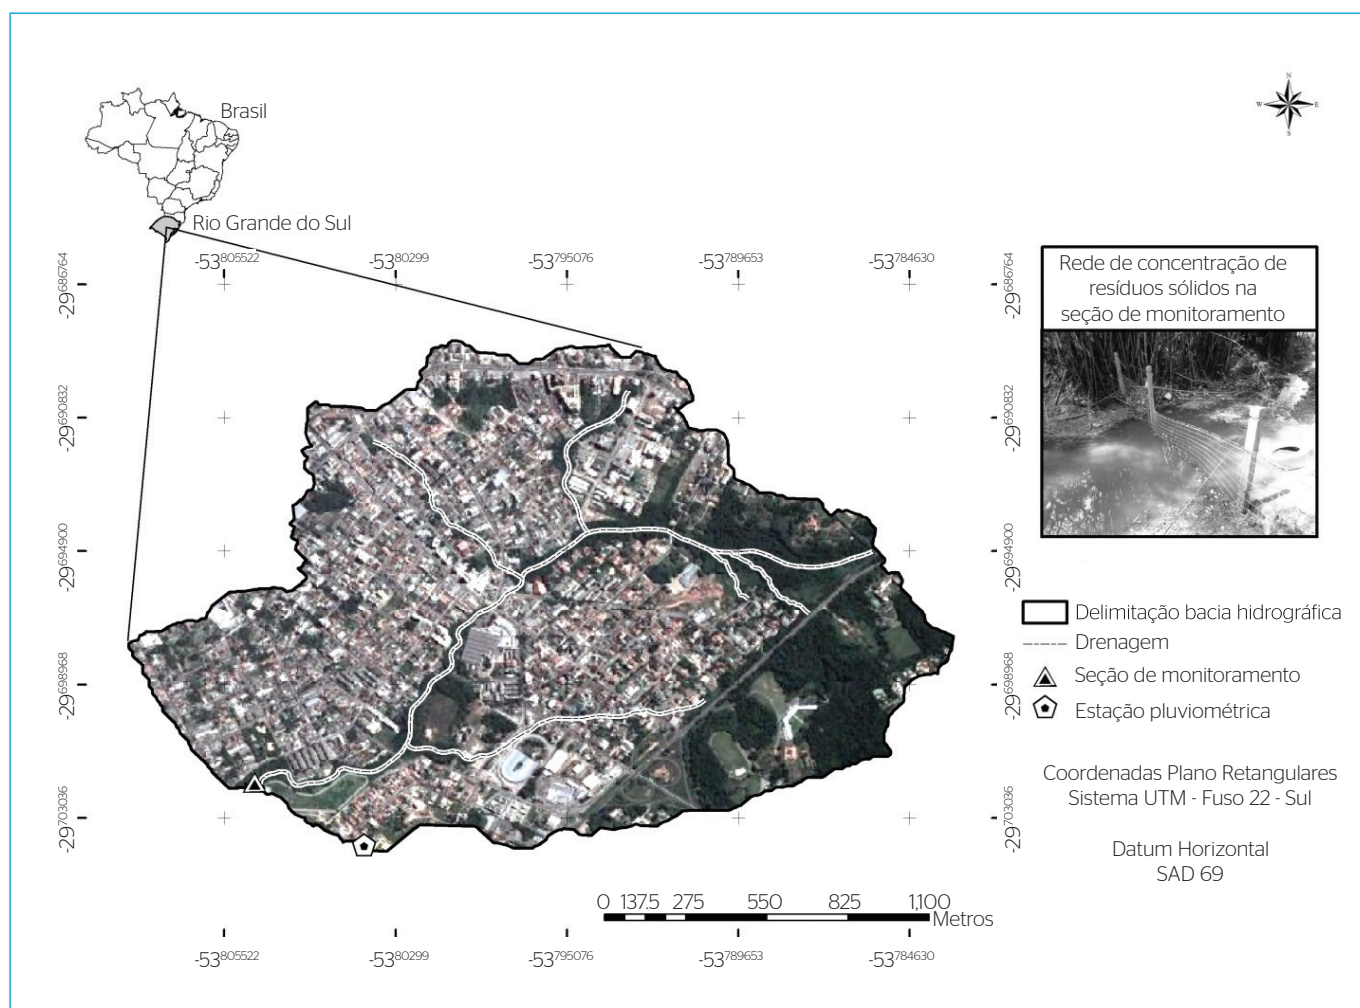 N
W
E
S
Brasil
Rio Grande do Sul
-53805522
-5380299
-53795076
-53789653
-53784630
-29686764
-29686764
Rede de concentração de
resíduos sólidos na
seção de monitoramento
-29690832
-29690832
-29694900
-29694900
Delimitação bacia hidrográfica
Drenagem
Seção de monitoramento
Estação pluviométrica
-29698968
-29698968
Coordenadas Plano Retangulares
Sistema UTM - Fuso 22 - Sul
-29703036
-29703036
Datum Horizontal
SAD 69
0 137.5 275 550 825 1,100
Metros
-53805522
-5380299
-53795076
-53789653
-53784630